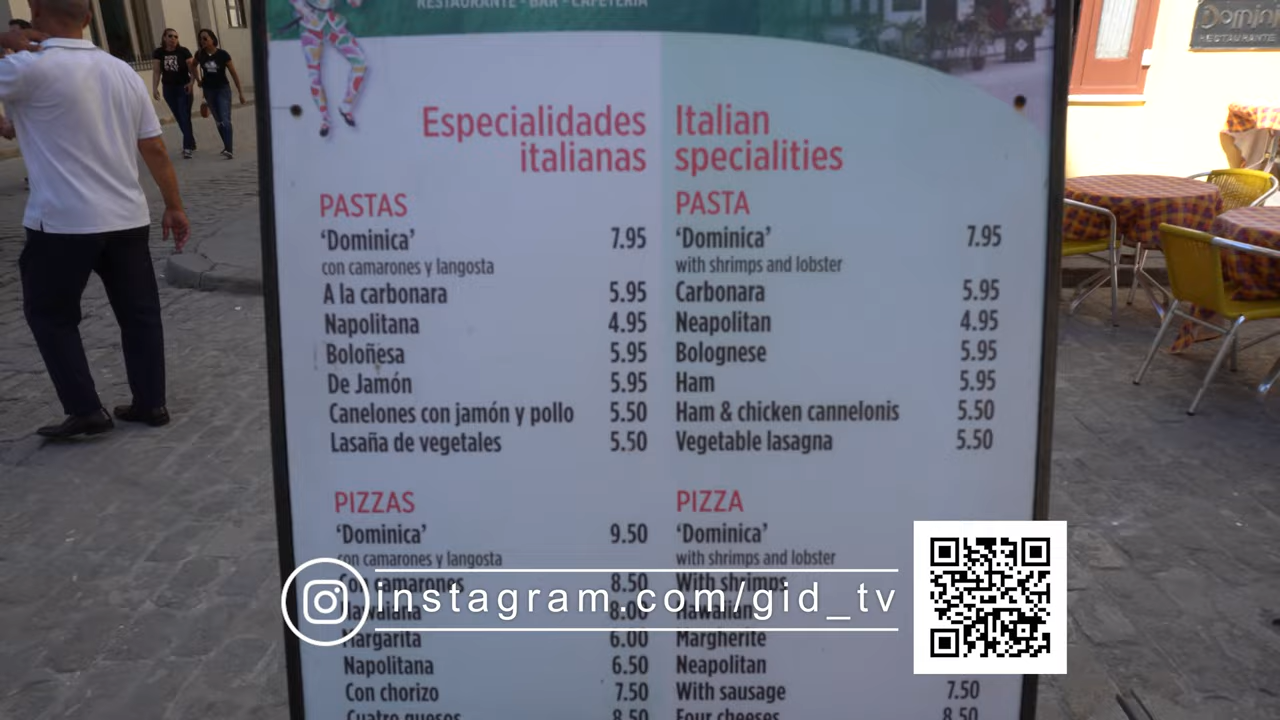 RESTAURANTE - BAR - CAFETERÍA
Domini
RESTAURANTE
Especialidades
italianas
PASTAS
‘Dominica’ 7.95
con camarones y langosta
A la carbonara 5.95
Napolitana 4.95
Boloñesa 5.95
De Jamón 5.95
Canelones con jamón y pollo 5.50
Lasaña de vegetales 5.50
PIZZAS
‘Dominica’ 9.50
con camarones y langosta
Con camarones 8.50
Hawaiana 8.00
Margarita 6.00
Napolitana 6.50
Con chorizo 7.50
Cuatro quesos 8.50
Italian
specialities
PASTA
‘Dominica’ 7.95
with shrimps and lobster
Carbonara 5.95
Neapolitan 4.95
Bolognese 5.95
Ham 5.95
Ham & chicken cannelonis 5.50
Vegetable lasagna 5.50
PIZZA
‘Dominica’
with shrimps and lobster
With shrimps
Hawaiian
Margherite
Neapolitan
With sausage 7.50
Four cheeses 8.50
instagram.com/gid_tv